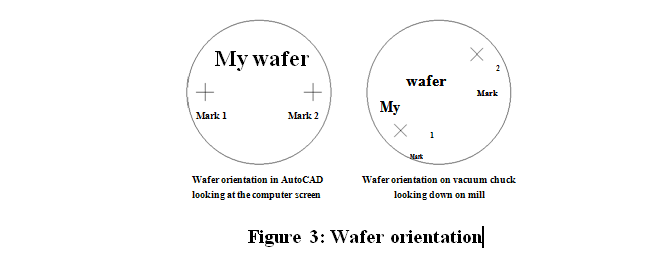 My wafer
Mark 1
Mark 2
2
wafer
Mark
My
1
Mark
Wafer orientation in AutoCAD
looking at the computer screen
Wafer orientation on vacuum chuck
looking down on mill
Figure 3: Wafer orientation